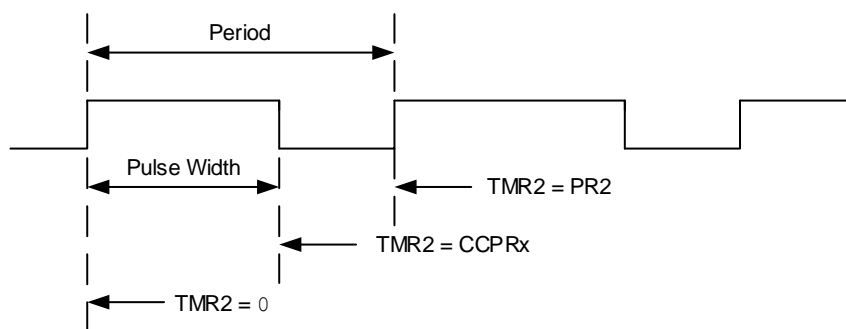 Period
Pulse Width
TMR2 = PR2
TMR2 = CCPRx
TMR2 = 0